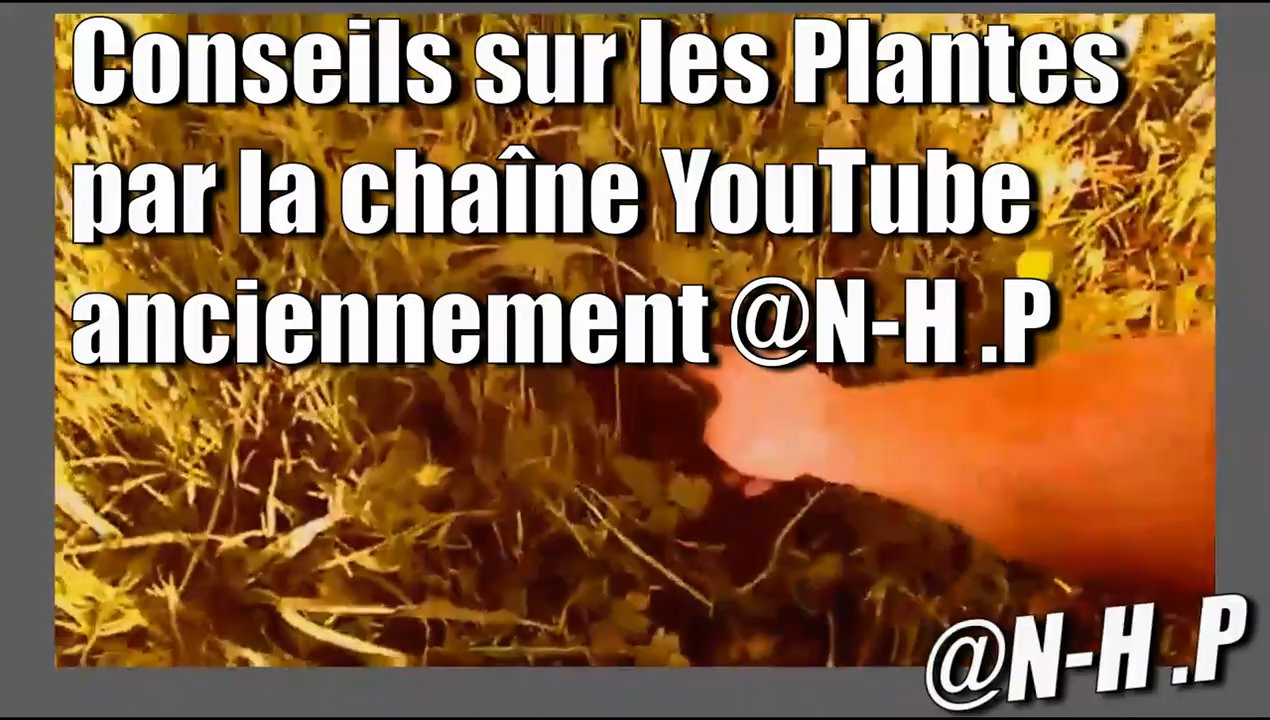 Conseils sur les Plantes
par la chaîne YouTube
anciennement @N-H .P
@N-H .P